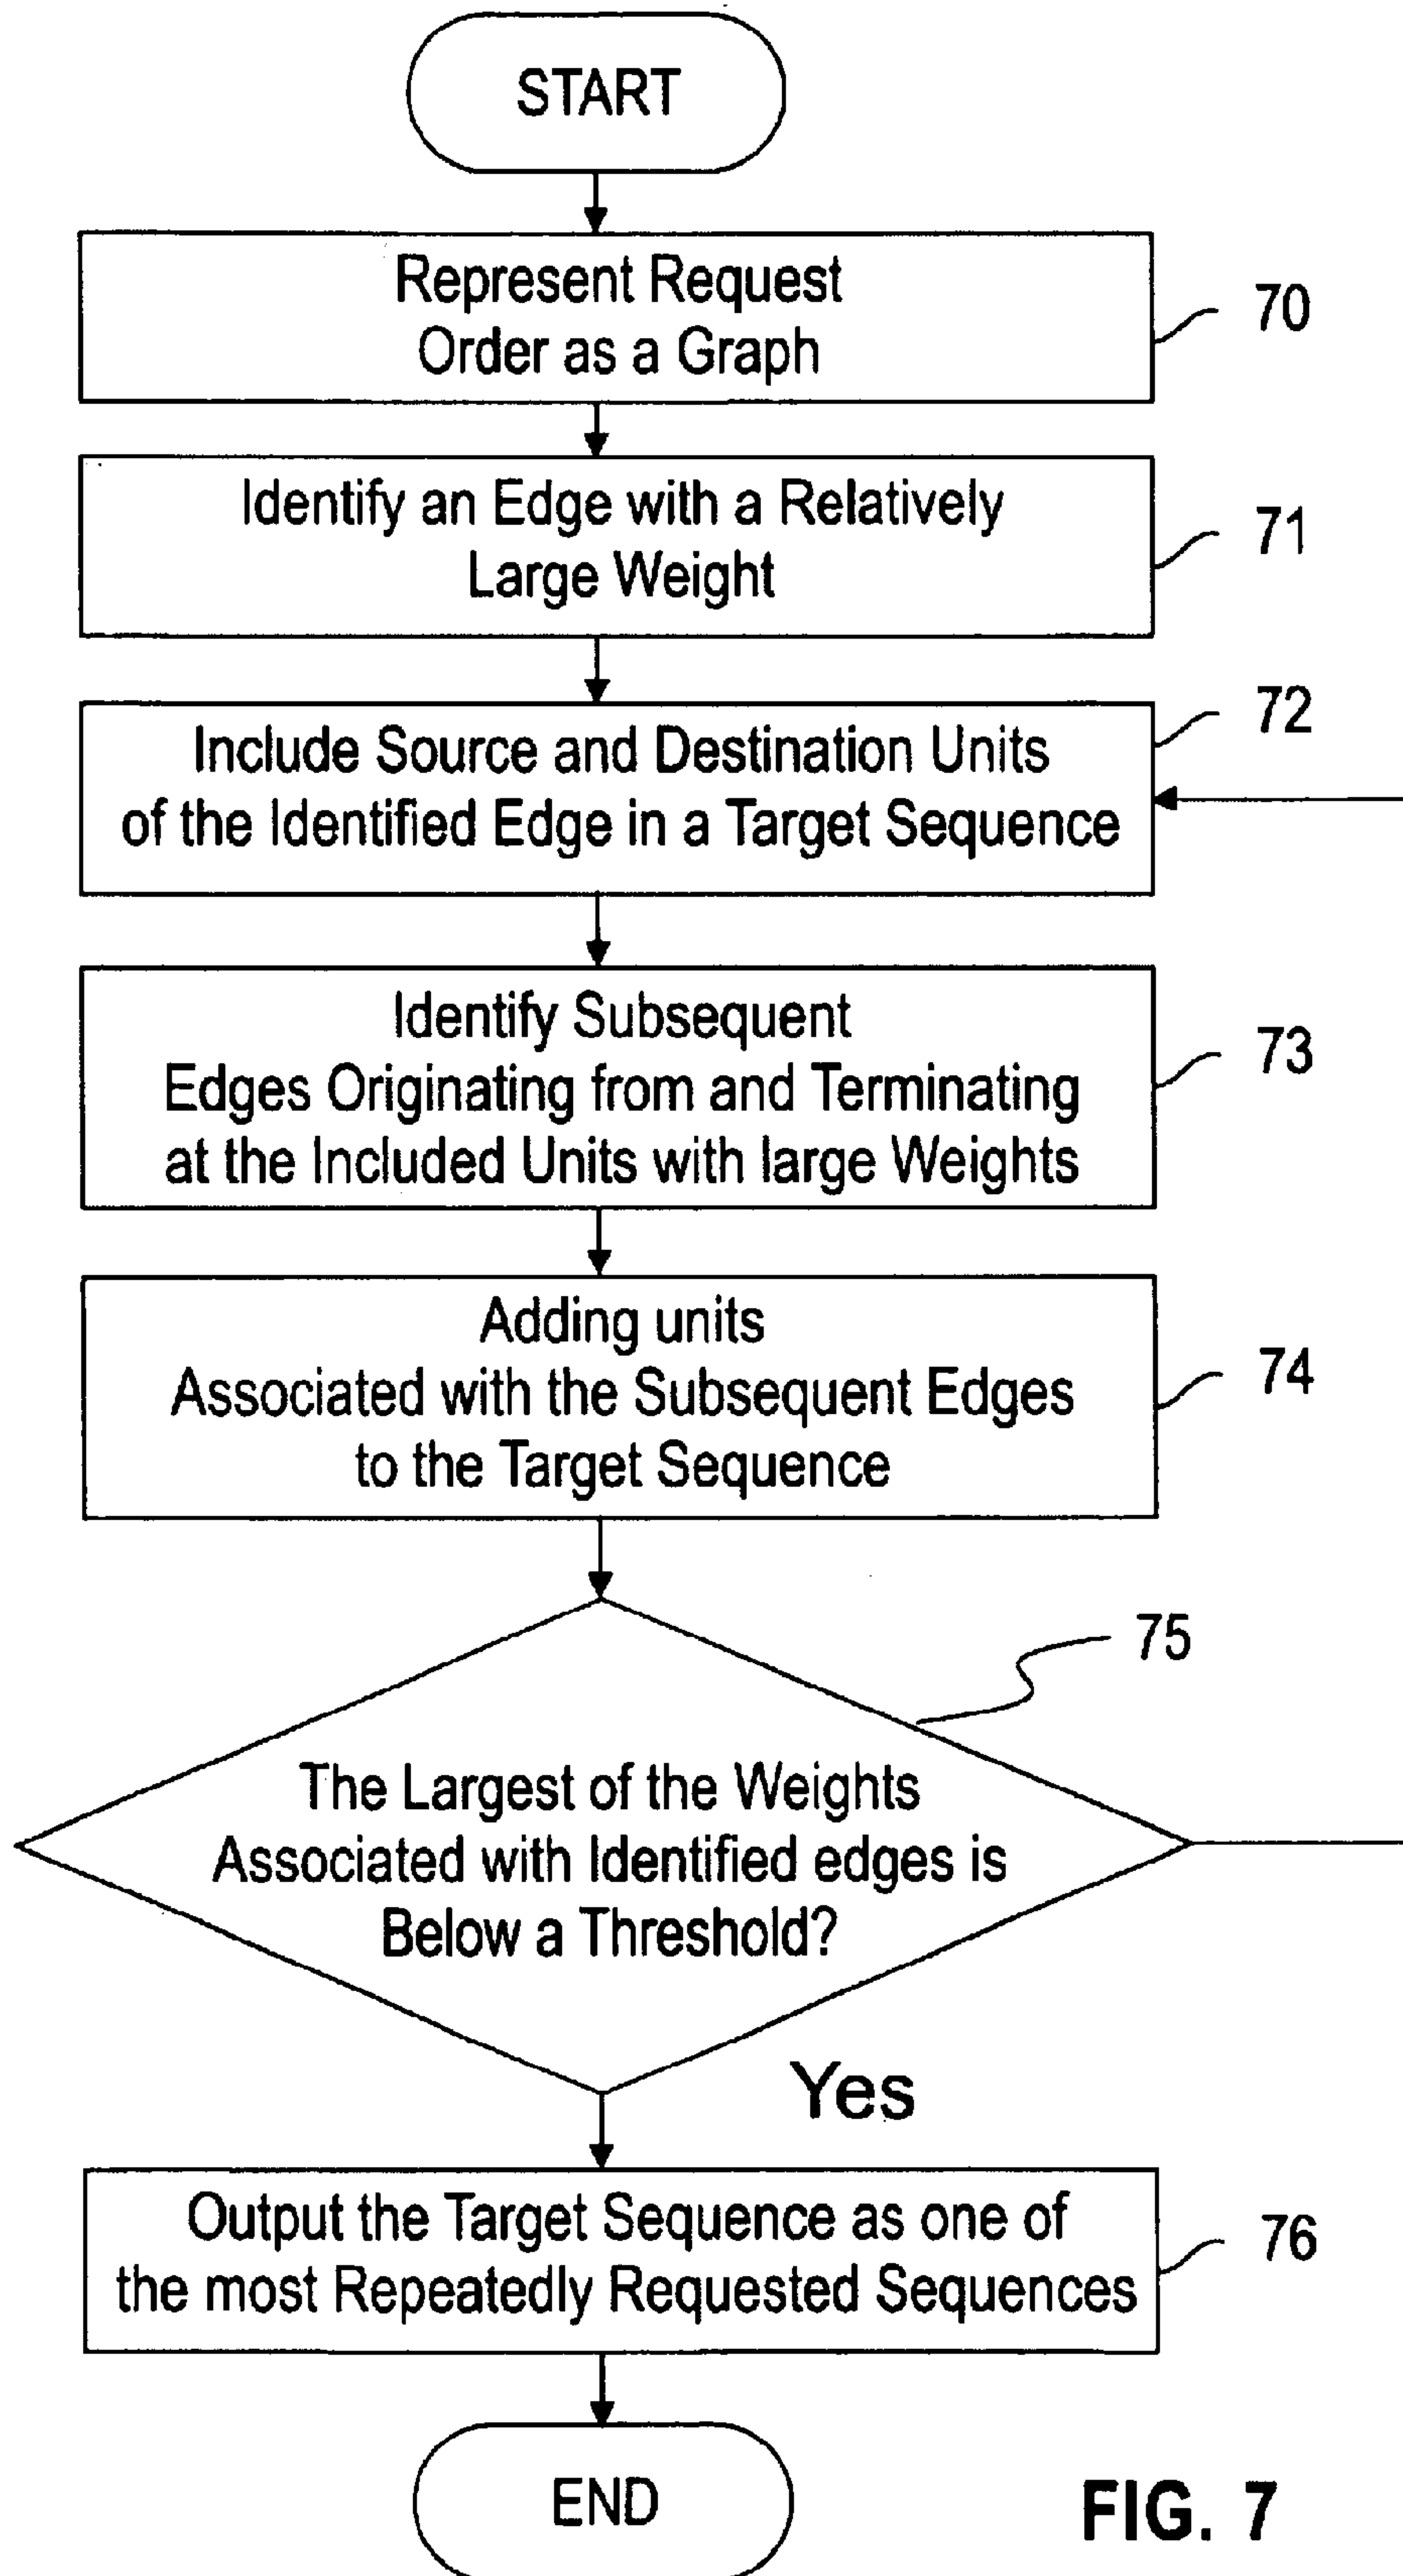 START
Represent Request
Order as a Graph
70
Identify an Edge with a Relatively
Large Weight
71
Include Source and Destination Units
of the Identified Edge in a Target Sequence
72
Identify Subsequent
Edges Originating from and Terminating
at the Included Units with large Weights
73
Adding units
Associated with the Subsequent Edges
to the Target Sequence
74
The Largest of the Weights
Associated with Identified edges is
Below a Threshold?
75
Yes
Output the Target Sequence as one of
the most Repeatedly Requested Sequences
76
END
FIG. 7